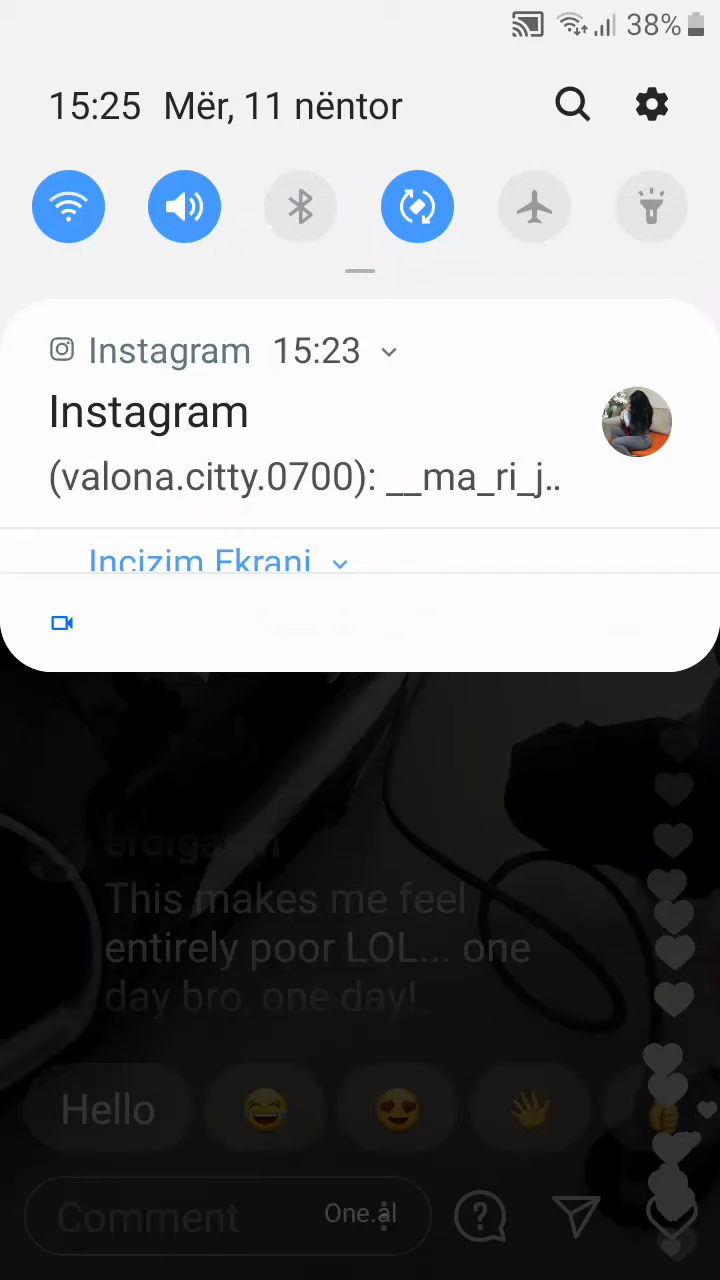 38%
15:25 Mër, 11 nëntor
Instagram 15:23
Instagram
(valona.citty.0700): __ma_ri_j..
Incizim Ekrani
This makes me feel
entirely poor LOL... one
day bro, one day!
Hello
Comment
One.al